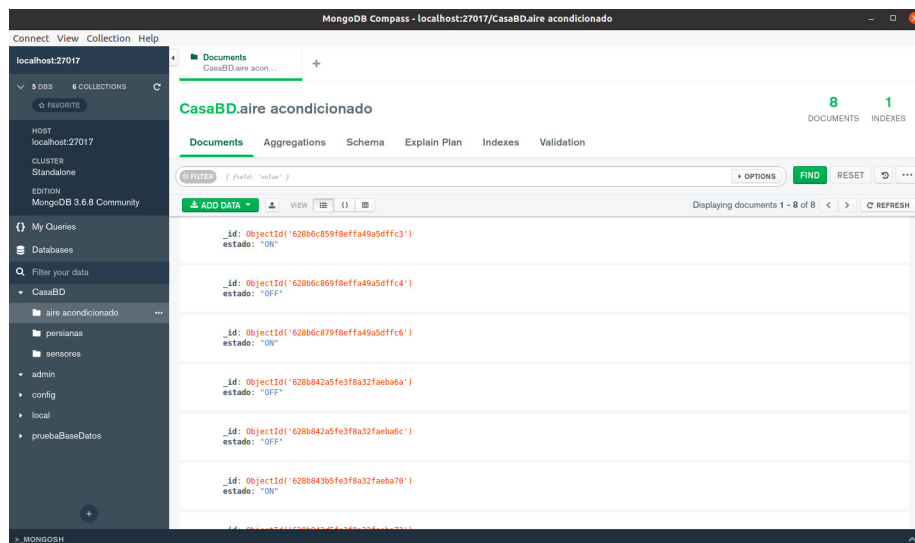 MongoDB Compass - localhost:27017/CasaBD.aire acondicionado
Connect View Collection Help
localhost:27017
Documents
CasaBD.aire acon...
5 DBS 6 COLLECTIONS
FAVORITE
HOST
localhost:27017
CLUSTER
Standalone
EDITION
MongoDB 3.6.8 Community
{} My Queries
Databases
Filter your data
CasaBD
aire acondicionado ...
persianas
sensores
admin
config
local
pruebaBaseDatos
CasaBD.aire acondicionado
8 DOCUMENTS
1 INDEXES
Documents Aggregations Schema Explain Plan Indexes Validation
FILTER { field: 'value' } OPTIONS FIND RESET ...
ADD DATA VIEW {} Displaying documents 1 - 8 of 8 < > REFRESH
_id: ObjectId('628b6c859f8effa49a5dffc3')
estado: "ON"
_id: ObjectId('628b6c869f8effa49a5dffc4')
estado: "OFF"
_id: ObjectId('628b6c879f8effa49a5dffc6')
estado: "ON"
_id: ObjectId('628b842a5fe3f8a32faeba6a')
estado: "OFF"
_id: ObjectId('628b842a5fe3f8a32faeba6c')
estado: "OFF"
_id: ObjectId('628b843b5fe3f8a32faeba70')
estado: "ON"
>_MONGOSH